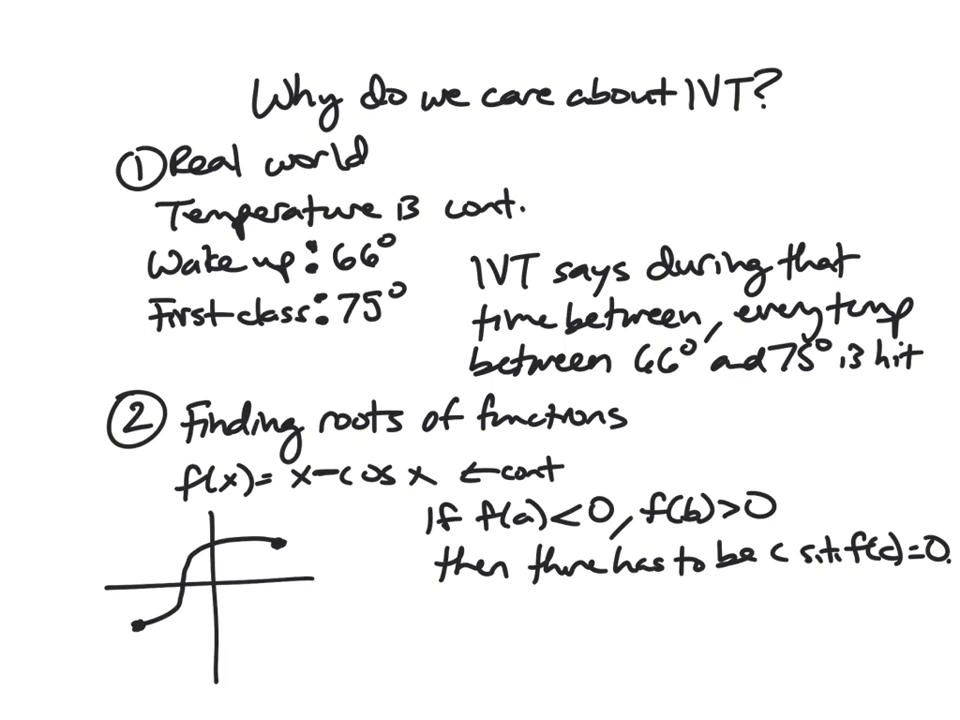 Why do we care about IVT?
① Real world
Temperature is cont.
Wake up: 66°
First class: 75°
IVT says during that
time between, every temp
between 66° and 75° is hit
② Finding roots of functions
f(x) = x - cos x ← cont
If f(a) < 0, f(b) > 0
then there has to be c s.t. f(c) = 0.